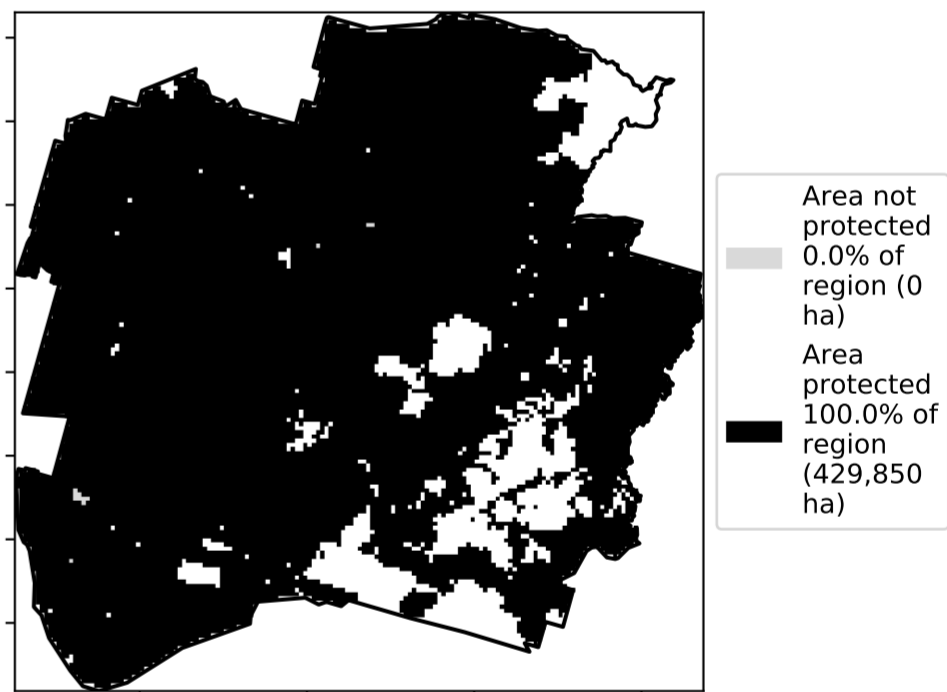 Area not
protected
0.0% of
region (0
ha)
Area
protected
100.0% of
region
(429,850
ha)